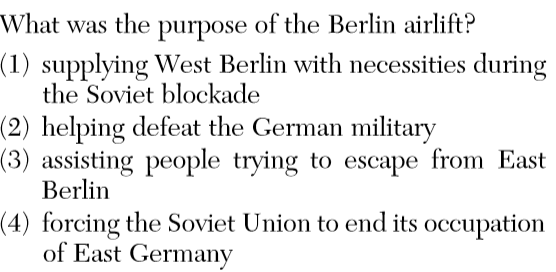 What was the purpose of the Berlin airlift?
(1) supplying West Berlin with necessities during
the Soviet blockade
(2) helping defeat the German military
(3) assisting people trying to escape from East
Berlin
(4) forcing the Soviet Union to end its occupation
of East Germany